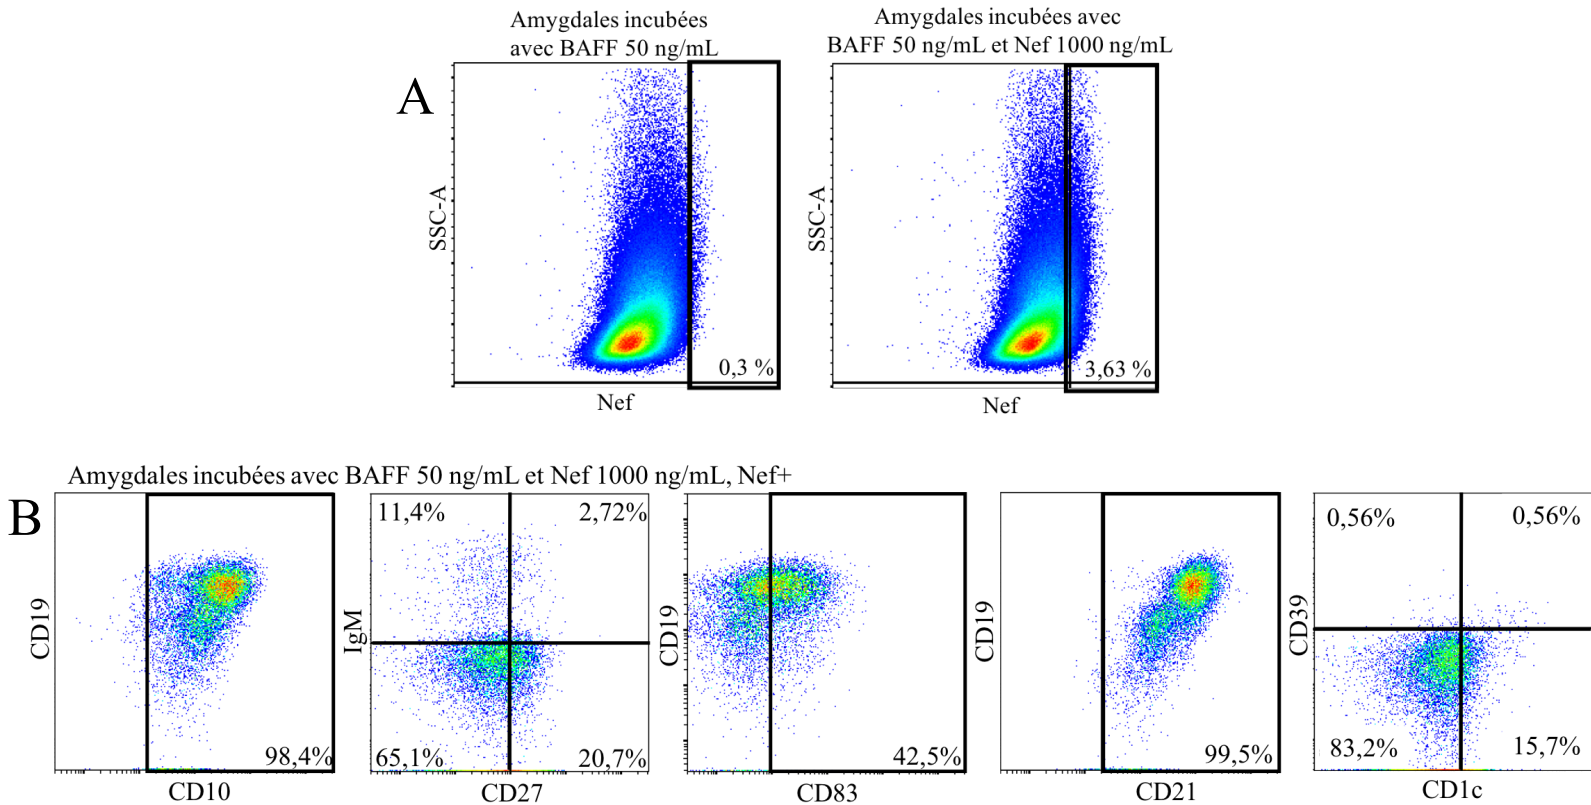 Amygdales incubées
avec BAFF 50 ng/mL
Amygdales incubées avec
BAFF 50 ng/mL et Nef 1000 ng/mL
A
SSC-A
0,3 %
Nef
SSC-A
3,63 %
Nef
Amygdales incubées avec BAFF 50 ng/mL et Nef 1000 ng/mL, Nef+
B
CD19
98,4%
CD10
IgM
11,4%
2,72%
65,1%
20,7%
CD27
CD19
42,5%
CD83
CD19
99,5%
CD21
CD39
0,56%
0,56%
83,2%
15,7%
CD1c